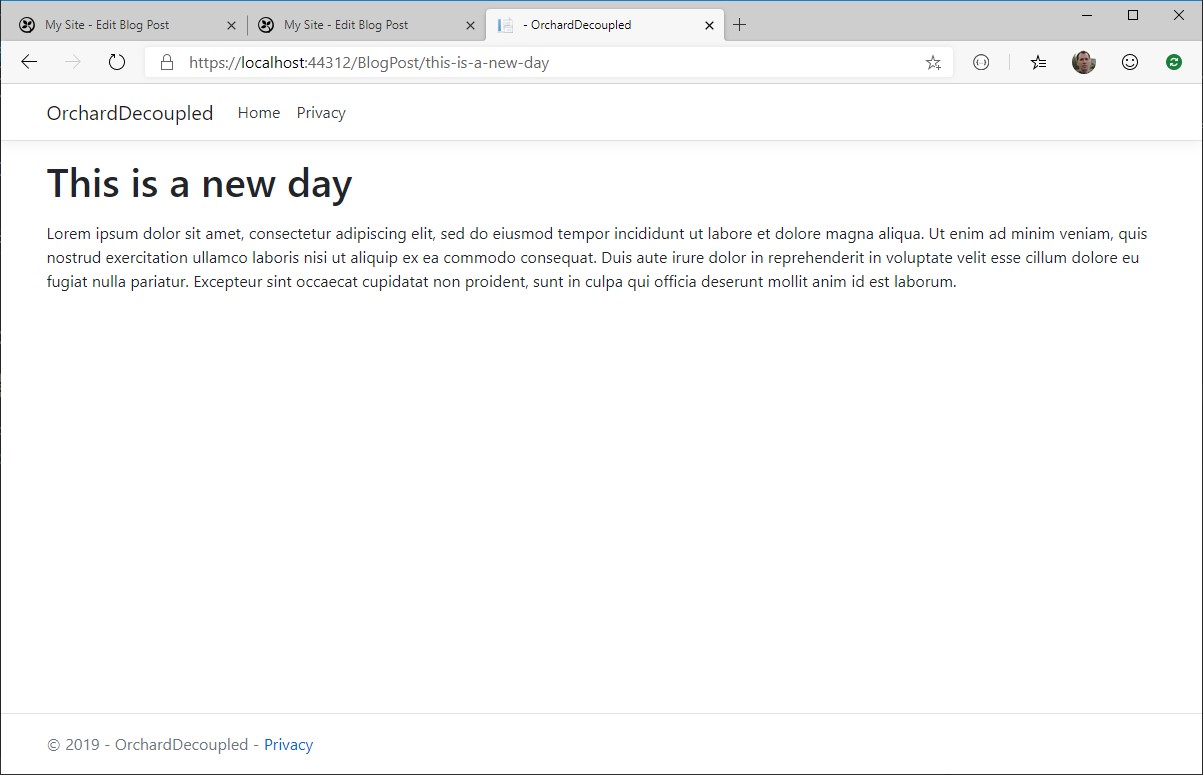 My Site - Edit Blog Post
My Site - Edit Blog Post
- OrchardDecoupled
https://localhost:44312/BlogPost/this-is-a-new-day
OrchardDecoupled Home Privacy
This is a new day
Lorem ipsum dolor sit amet, consectetur adipiscing elit, sed do eiusmod tempor incididunt ut labore et dolore magna aliqua. Ut enim ad minim veniam, quis
nostrud exercitation ullamco laboris nisi ut aliquip ex ea commodo consequat. Duis aute irure dolor in reprehenderit in voluptate velit esse cillum dolore eu
fugiat nulla pariatur. Excepteur sint occaecat cupidatat non proident, sunt in culpa qui officia deserunt mollit anim id est laborum.
© 2019 - OrchardDecoupled - Privacy